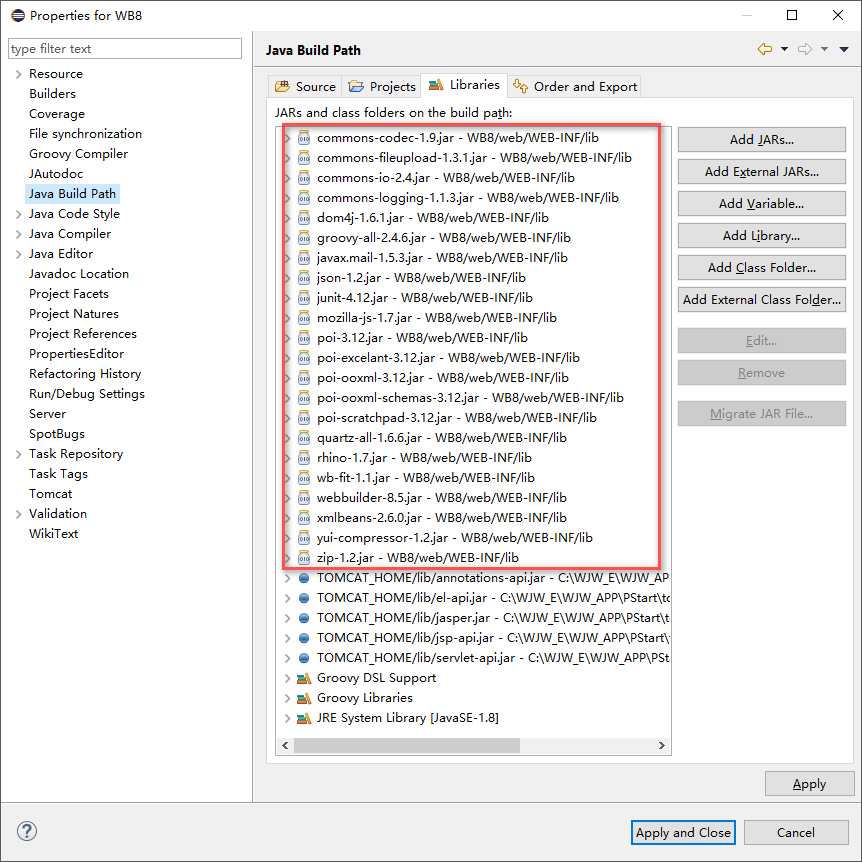 Properties for WB8
type filter text
Resource
Builders
Coverage
File synchronization
Groovy Compiler
JAutodoc
Java Build Path
Java Code Style
Java Compiler
Java Editor
Javadoc Location
Project Facets
Project Natures
Project References
PropertiesEditor
Refactoring History
Run/Debug Settings
Server
SpotBugs
Task Repository
Task Tags
Tomcat
Validation
WikiText
Java Build Path
Source Projects Libraries Order and Export
JARs and class folders on the build path:
commons-codec-1.9.jar - WB8/web/WEB-INF/lib
commons-fileupload-1.3.1.jar - WB8/web/WEB-INF/lib
commons-io-2.4.jar - WB8/web/WEB-INF/lib
commons-logging-1.1.3.jar - WB8/web/WEB-INF/lib
dom4j-1.6.1.jar - WB8/web/WEB-INF/lib
groovy-all-2.4.6.jar - WB8/web/WEB-INF/lib
javax.mail-1.5.3.jar - WB8/web/WEB-INF/lib
json-1.2.jar - WB8/web/WEB-INF/lib
junit-4.12.jar - WB8/web/WEB-INF/lib
mozilla-js-1.7.jar - WB8/web/WEB-INF/lib
poi-3.12.jar - WB8/web/WEB-INF/lib
poi-excelant-3.12.jar - WB8/web/WEB-INF/lib
poi-ooxml-3.12.jar - WB8/web/WEB-INF/lib
poi-ooxml-schemas-3.12.jar - WB8/web/WEB-INF/lib
poi-scratchpad-3.12.jar - WB8/web/WEB-INF/lib
quartz-all-1.6.6.jar - WB8/web/WEB-INF/lib
rhino-1.7.jar - WB8/web/WEB-INF/lib
wb-fit-1.1.jar - WB8/web/WEB-INF/lib
webbuilder-8.5.jar - WB8/web/WEB-INF/lib
xmlbeans-2.6.0.jar - WB8/web/WEB-INF/lib
yui-compressor-1.2.jar - WB8/web/WEB-INF/lib
zip-1.2.jar - WB8/web/WEB-INF/lib
TOMCAT_HOME/lib/annotations-api.jar - C:\WJW_E\WJW_AP
TOMCAT_HOME/lib/el-api.jar - C:\WJW_E\WJW_APP\PStart\to
TOMCAT_HOME/lib/jasper.jar - C:\WJW_E\WJW_APP\PStart\t
TOMCAT_HOME/lib/jsp-api.jar - C:\WJW_E\WJW_APP\PStart\
TOMCAT_HOME/lib/servlet-api.jar - C:\WJW_E\WJW_APP\PSt
Groovy DSL Support
Groovy Libraries
JRE System Library [JavaSE-1.8]
Add JARs...
Add External JARs...
Add Variable...
Add Library...
Add Class Folder...
Add External Class Folder...
Edit...
Remove
Migrate JAR File...
Apply
Apply and Close
Cancel